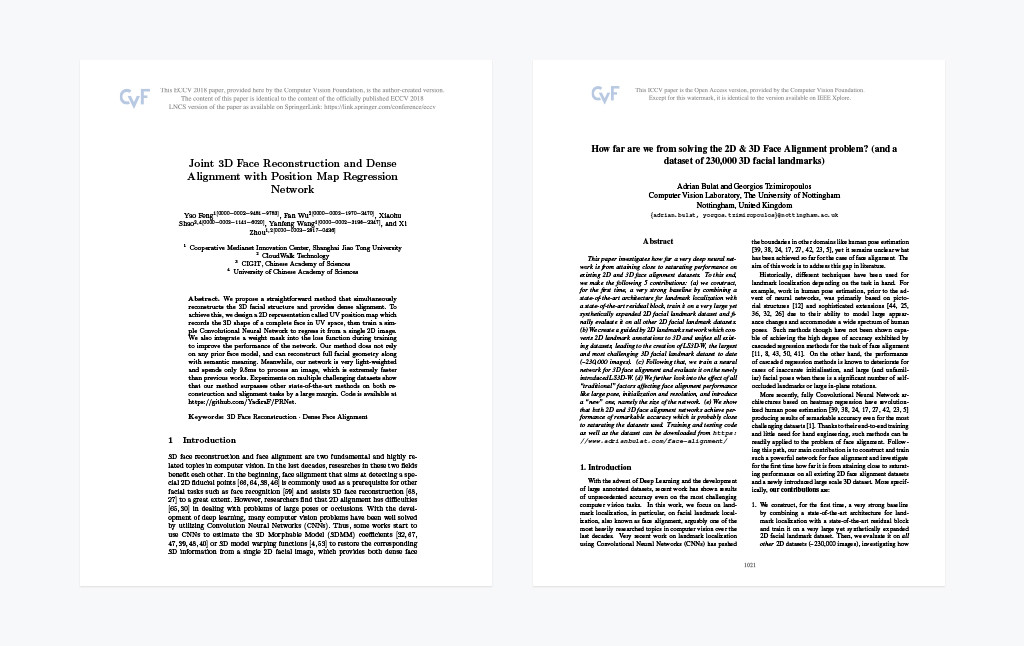 CVF
This ECCV 2018 paper, provided here by the Computer Vision Foundation, is the author-created version.
The content of this paper is identical to the content of the officially published ECCV 2018
LNCS version of the paper as available on SpringerLink: https://link.springer.com/conference/eccv
Joint 3D Face Reconstruction and Dense
Alignment with Position Map Regression
Network
Yao Feng, Fan Wu, Xiaohu
Shao, Yanfeng Wang, and Xi
Zhou
1 Cooperative Medianet Innovation Center, Shanghai Jiao Tong University
2 CloudWalk Technology
3 CIGIT, Chinese Academy of Sciences
4 University of Chinese Academy of Sciences
Abstract. We propose a straightforward method that simultaneously
reconstructs the 3D facial structure and provides dense alignment. To
achieve this, we design a 2D representation called UV position map which
records the 3D shape of a complete face in UV space, then train a sim-
ple Convolutional Neural Network to regress it from a single 2D image.
We also integrate a weight mask into the loss function during training
to improve the performance of the network. Our method does not rely
on any prior face model, and can reconstruct full facial geometry along
with semantic meaning. Meanwhile, our network is very light-weighted
and spends only 9.8ms to process an image, which is extremely faster
than previous works. Experiments on multiple challenging datasets show
that our method surpasses other state-of-the-art methods on both re-
construction and alignment tasks by a large margin. Code is available at
https://github.com/YadiraF/PRNet.
Keywords: 3D Face Reconstruction · Dense Face Alignment
1 Introduction
3D face reconstruction and face alignment are two fundamental and highly re-
lated topics in computer vision. In the last decades, researches in these two fields
benefit each other. In the beginning, face alignment that aims at detecting a spe-
cial 2D fiducial points [66, 64, 38, 46] is commonly used as a prerequisite for other
facial tasks such as face recognition [59] and assists 3D face reconstruction [68,
27] to a great extent. However, researchers find that 2D alignment has difficulties
[65, 30] in dealing with problems of large poses or occlusions. With the devel-
opment of deep learning, many computer vision problems have been well solved
by utilizing Convolution Neural Networks (CNNs). Thus, some works start to
use CNNs to estimate the 3D Morphable Model (3DMM) coefficients [32, 67,
47, 39, 48, 40] or 3D model warping functions [4, 53] to restore the corresponding
3D information from a single 2D facial image, which provides both dense face
CVF
This ICCV paper is the Open Access version, provided by the Computer Vision Foundation.
Except for this watermark, it is identical to the version available on IEEE Xplore.
How far are we from solving the 2D & 3D Face Alignment problem? (and a
dataset of 230,000 3D facial landmarks)
Adrian Bulat and Georgios Tzimiropoulos
Computer Vision Laboratory, The University of Nottingham
Nottingham, United Kingdom
{adrian.bulat, yorgos.tzimiropoulos}@nottingham.ac.uk
Abstract
This paper investigates how far a very deep neural net-
work is from attaining close to saturating performance on
existing 2D and 3D face alignment datasets. To this end,
we make the following 5 contributions: (a) we construct,
for the first time, a very strong baseline by combining a
state-of-the-art architecture for landmark localization with
a state-of-the-art residual block, train it on a very large yet
synthetically expanded 2D facial landmark dataset and fi-
nally evaluate it on all other 2D facial landmark datasets.
(b) We create a guided by 2D landmarks network which con-
verts 2D landmark annotations to 3D and unifies all exist-
ing datasets, leading to the creation of LS3D-W, the largest
and most challenging 3D facial landmark dataset to date
(~230,000 images). (c) Following that, we train a neural
network for 3D face alignment and evaluate it on the newly
introduced LS3D-W. (d) We further look into the effect of all
"traditional" factors affecting face alignment performance
like large pose, initialization and resolution, and introduce
a "new" one, namely the size of the network. (e) We show
that both 2D and 3D face alignment networks achieve per-
formance of remarkable accuracy which is probably close
to saturating the datasets used. Training and testing code
as well as the dataset can be downloaded from https:
//www.adrianbulat.com/face-alignment/
1. Introduction
With the advent of Deep Learning and the development
of large annotated datasets, recent work has shown results
of unprecedented accuracy even on the most challenging
computer vision tasks. In this work, we focus on land-
mark localization, in particular, on facial landmark local-
ization, also known as face alignment, arguably one of the
most heavily researched topics in computer vision over the
last decades. Very recent work on landmark localization
using Convolutional Neural Networks (CNNs) has pushed
the boundaries in other domains like human pose estimation
[39, 38, 24, 17, 27, 42, 23, 5], yet it remains unclear what
has been achieved so far for the case of face alignment. The
aim of this work is to address this gap in literature.
Historically, different techniques have been used for
landmark localization depending on the task in hand. For
example, work in human pose estimation, prior to the ad-
vent of neural networks, was primarily based on picto-
rial structures [12] and sophisticated extensions [44, 25,
36, 32, 26] due to their ability to model large appear-
ance changes and accommodate a wide spectrum of human
poses. Such methods though have not been shown capa-
ble of achieving the high degree of accuracy exhibited by
cascaded regression methods for the task of face alignment
[11, 8, 43, 50, 41]. On the other hand, the performance
of cascaded regression methods is known to deteriorate for
cases of inaccurate initialisation, and large (and unfamil-
iar) facial poses when there is a significant number of self-
occluded landmarks or large in-plane rotations.
More recently, fully Convolutional Neural Network ar-
chitectures based on heatmap regression have revolution-
ized human pose estimation [39, 38, 24, 17, 27, 42, 23, 5]
producing results of remarkable accuracy even for the most
challenging datasets [1]. Thanks to their end-to-end training
and little need for hand engineering, such methods can be
readily applied to the problem of face alignment. Follow-
ing this path, our main contribution is to construct and train
such a powerful network for face alignment and investigate
for the first time how far it is from attaining close to saturat-
ing performance on all existing 2D face alignment datasets
and a newly introduced large scale 3D dataset. More specif-
ically, our contributions are:
1. We construct, for the first time, a very strong baseline
by combining a state-of-the-art architecture for land-
mark localization with a state-of-the-art residual block
and train it on a very large yet synthetically expanded
2D facial landmark dataset. Then, we evaluate it on all
other 2D datasets (~230,000 images), investigating how
1021